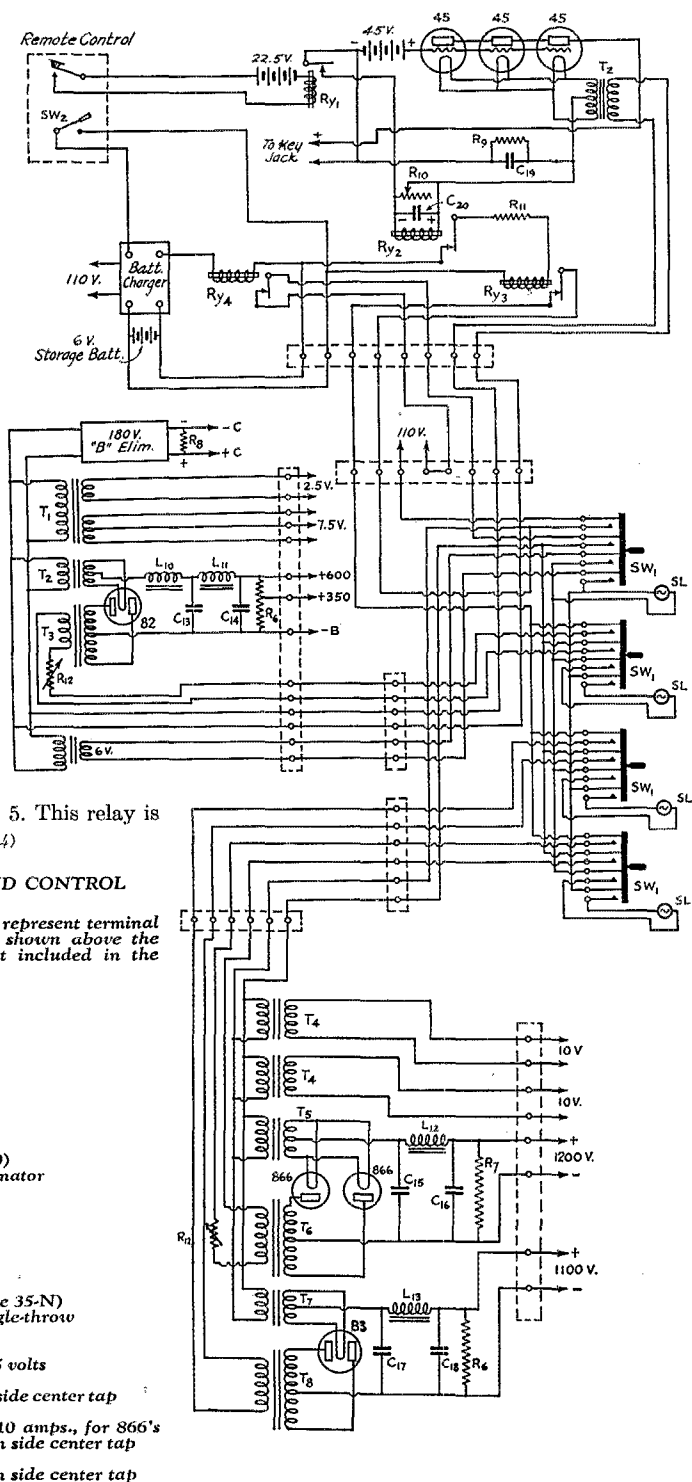 Remote Control
SW2
22.5V.
Ry1
45V.
- +
45 45 45
T2
To Key Jack
+
-
R9
C19
R10
C20
- +
Ry2
R11
110 V.
Batt. Charger
Ry4
Ry3
6 V.
Storage Batt.
180V.
"B" Elim.
-
R8
+
- C
+ C
110V.
T1
2.5V.
7.5V.
T2
L10
L11
+600
+350
82
C13
C14
R6
-B
T3
R12
6V.
SW1
SL
SW1
SL
SW1
SL
SW1
SL
5. This relay is
4)
D CONTROL
represent terminal
shown above the
t included in the
)
nator
e 35-N)
gle-throw
5 volts
side center tap
10 amps., for 866's
n side center tap
n side center tap
T4
10V
T4
10V.
T5
L12
+
1200 V.
-
866
866
C15
C16
R7
R12
T6
+
1100 V.
-
T7
L13
83
C17
C18
R6
T8